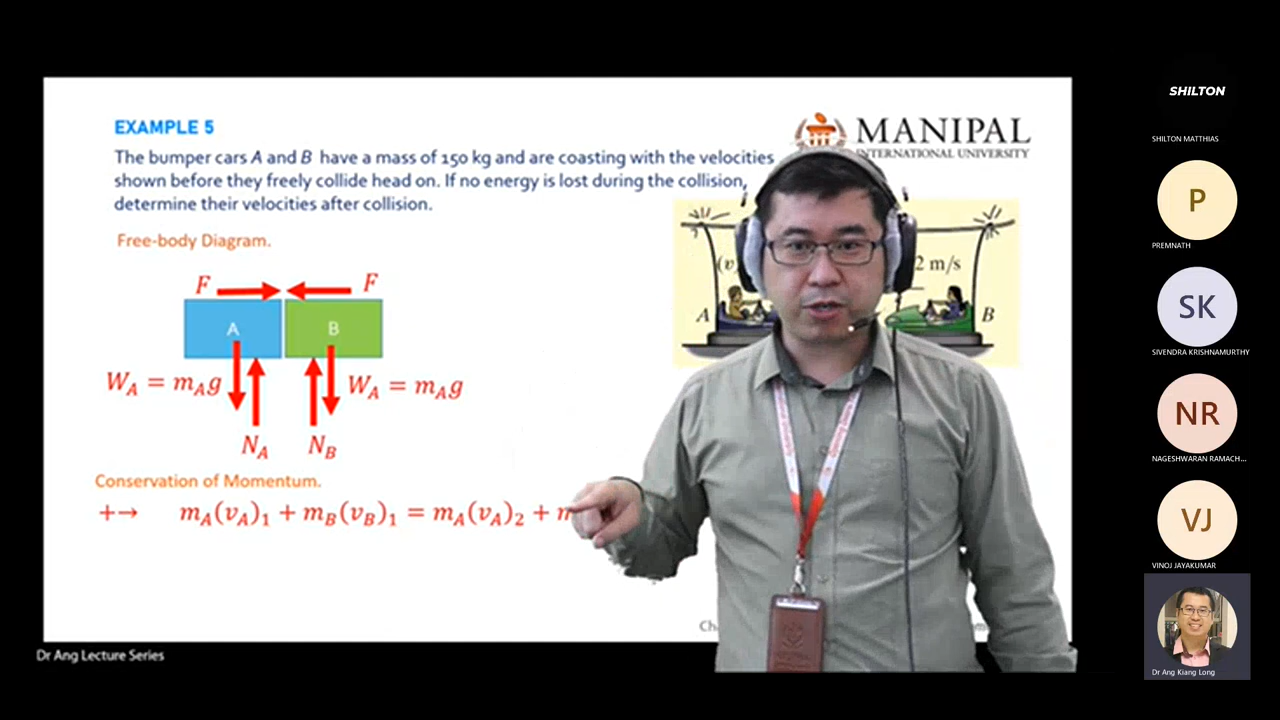 EXAMPLE 5
MANIPAL
INTERNATIONAL UNIVERSITY
The bumper cars A and B have a mass of 150 kg and are coasting with the velocities
shown before they freely collide head on. If no energy is lost during the collision,
determine their velocities after collision.
Free-body Diagram.
F
F
A
B
W_A = m_A g
W_A = m_A g
N_A
N_B
(v
2 m/s
A
B
Conservation of Momentum.
+→ m_A(v_A)_1 + m_B(v_B)_1 = m_A(v_A)_2 + m
Dr Ang Lecture Series
SHILTON
SHILTON MATTHIAS
P
PREMNATH
SK
SIVENDRA KRISHNAMURTHY
NR
NAGESHWARAN RAMACH...
VJ
VINOJ JAYAKUMAR
Dr Ang Kiang Long